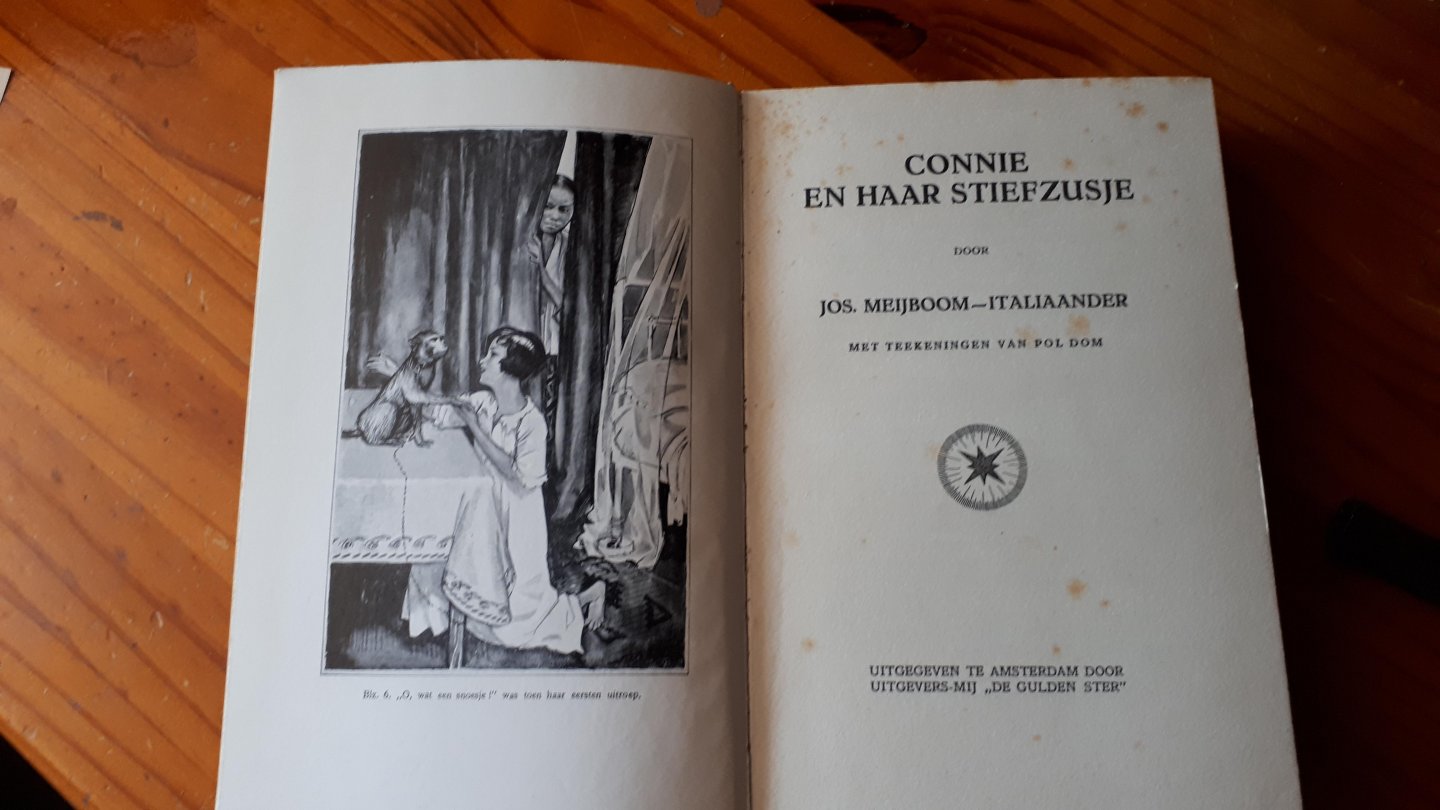 Blz. 6. „O, wat een snoesje!” was toen haar eersten uitroep.
CONNIE
EN HAAR STIEFZUSJE
DOOR
JOS. MEIJBOOM—ITALIAANDER
MET TEEKENINGEN VAN POL DOM
UITGEGEVEN TE AMSTERDAM DOOR
UITGEVERS-MIJ „DE GULDEN STER”